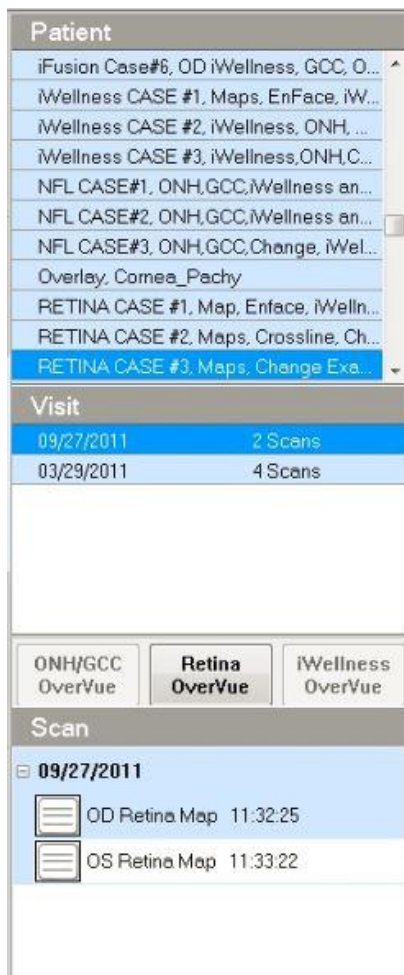 Patient
iFusion Case#6, OD iWellness, GCC, O...
iWellness CASE #1, Maps, EnFace, iW...
iWellness CASE #2, iWellness, ONH, ...
iWellness CASE #3, iWellness,ONH,C...
NFL CASE#1, ONH,GCC,iWellness an...
NFL CASE#2, ONH,GCC,iWellness an...
NFL CASE#3, ONH,GCC,Change, iWel...
Overlay, Cornea_Pachy
RETINA CASE #1, Map, Enface, iWelln...
RETINA CASE #2, Maps, Crossline, Ch...
RETINA CASE #3, Maps, Change Exa...
Visit
09/27/2011 2 Scans
03/29/2011 4 Scans
ONH/GCC OverVue
Retina OverVue
iWellness OverVue
Scan
09/27/2011
OD Retina Map 11:32:25
OS Retina Map 11:33:22